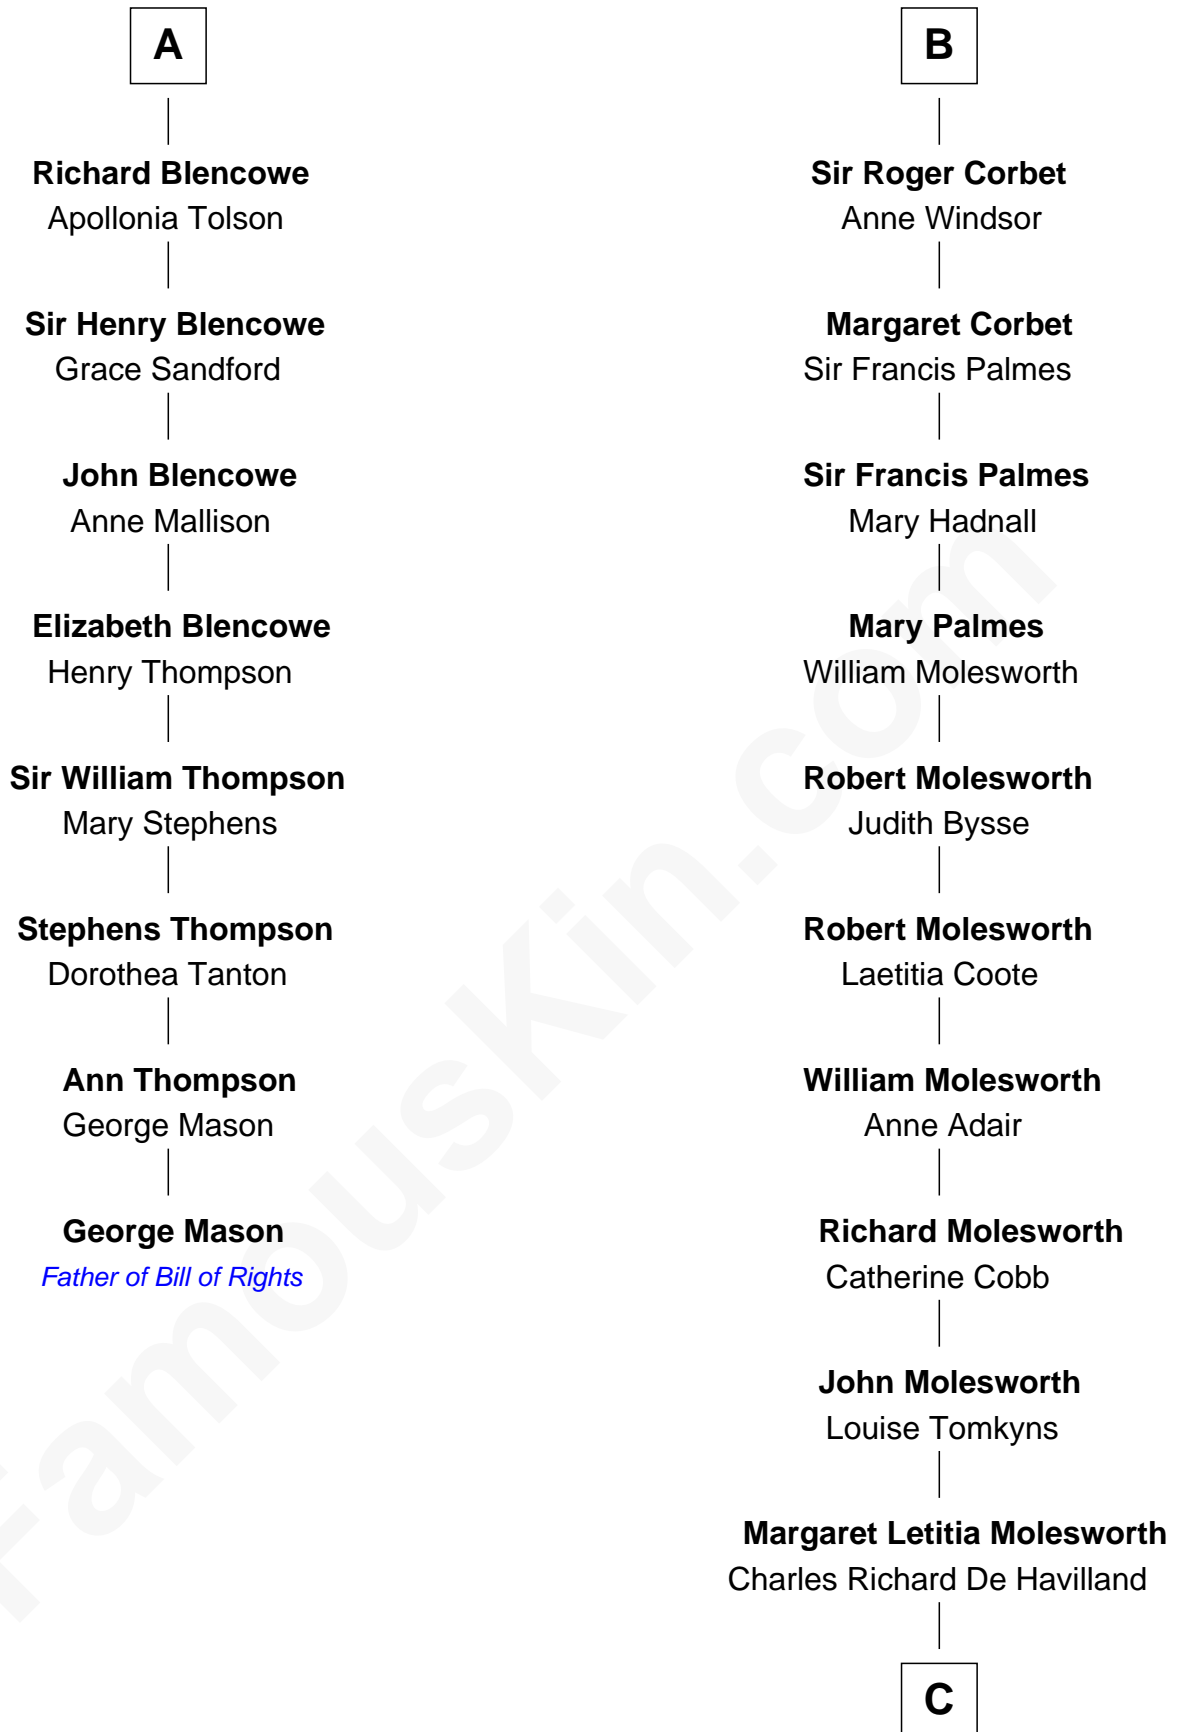 A
Richard Blencowe
Apollonia Tolson
Sir Henry Blencowe
Grace Sandford
John Blencowe
Anne Mallison
Elizabeth Blencowe
Henry Thompson
Sir William Thompson
Mary Stephens
Stephens Thompson
Dorothea Tanton
Ann Thompson
George Mason
George Mason
Father of Bill of Rights
B
Sir Roger Corbet
Anne Windsor
Margaret Corbet
Sir Francis Palmes
Sir Francis Palmes
Mary Hadnall
Mary Palmes
William Molesworth
Robert Molesworth
Judith Bysse
Robert Molesworth
Laetitia Coote
William Molesworth
Anne Adair
Richard Molesworth
Catherine Cobb
John Molesworth
Louise Tomkyns
Margaret Letitia Molesworth
Charles Richard De Havilland
C
FamousKin.com